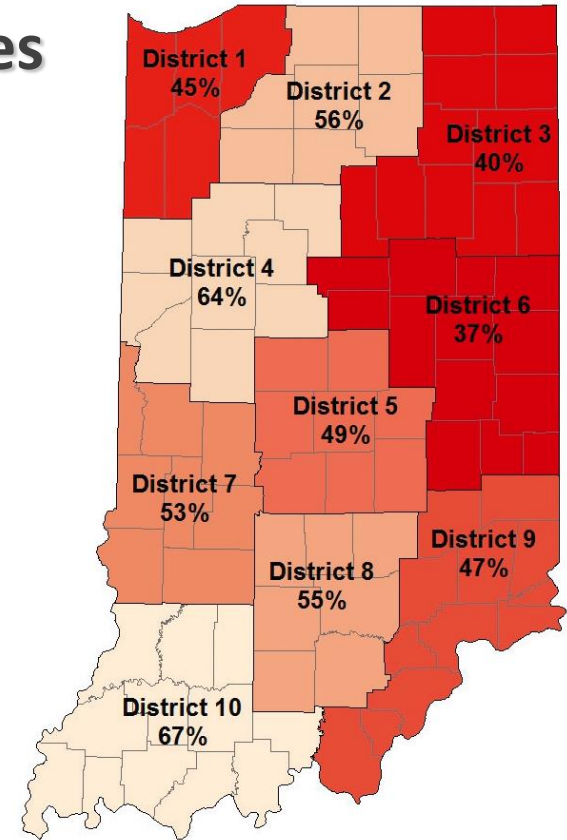 es
District 1
45%
District 2
56%
District 3
40%
District 4
64%
District 6
37%
District 5
49%
District 7
53%
District 9
47%
District 8
55%
District 10
67%